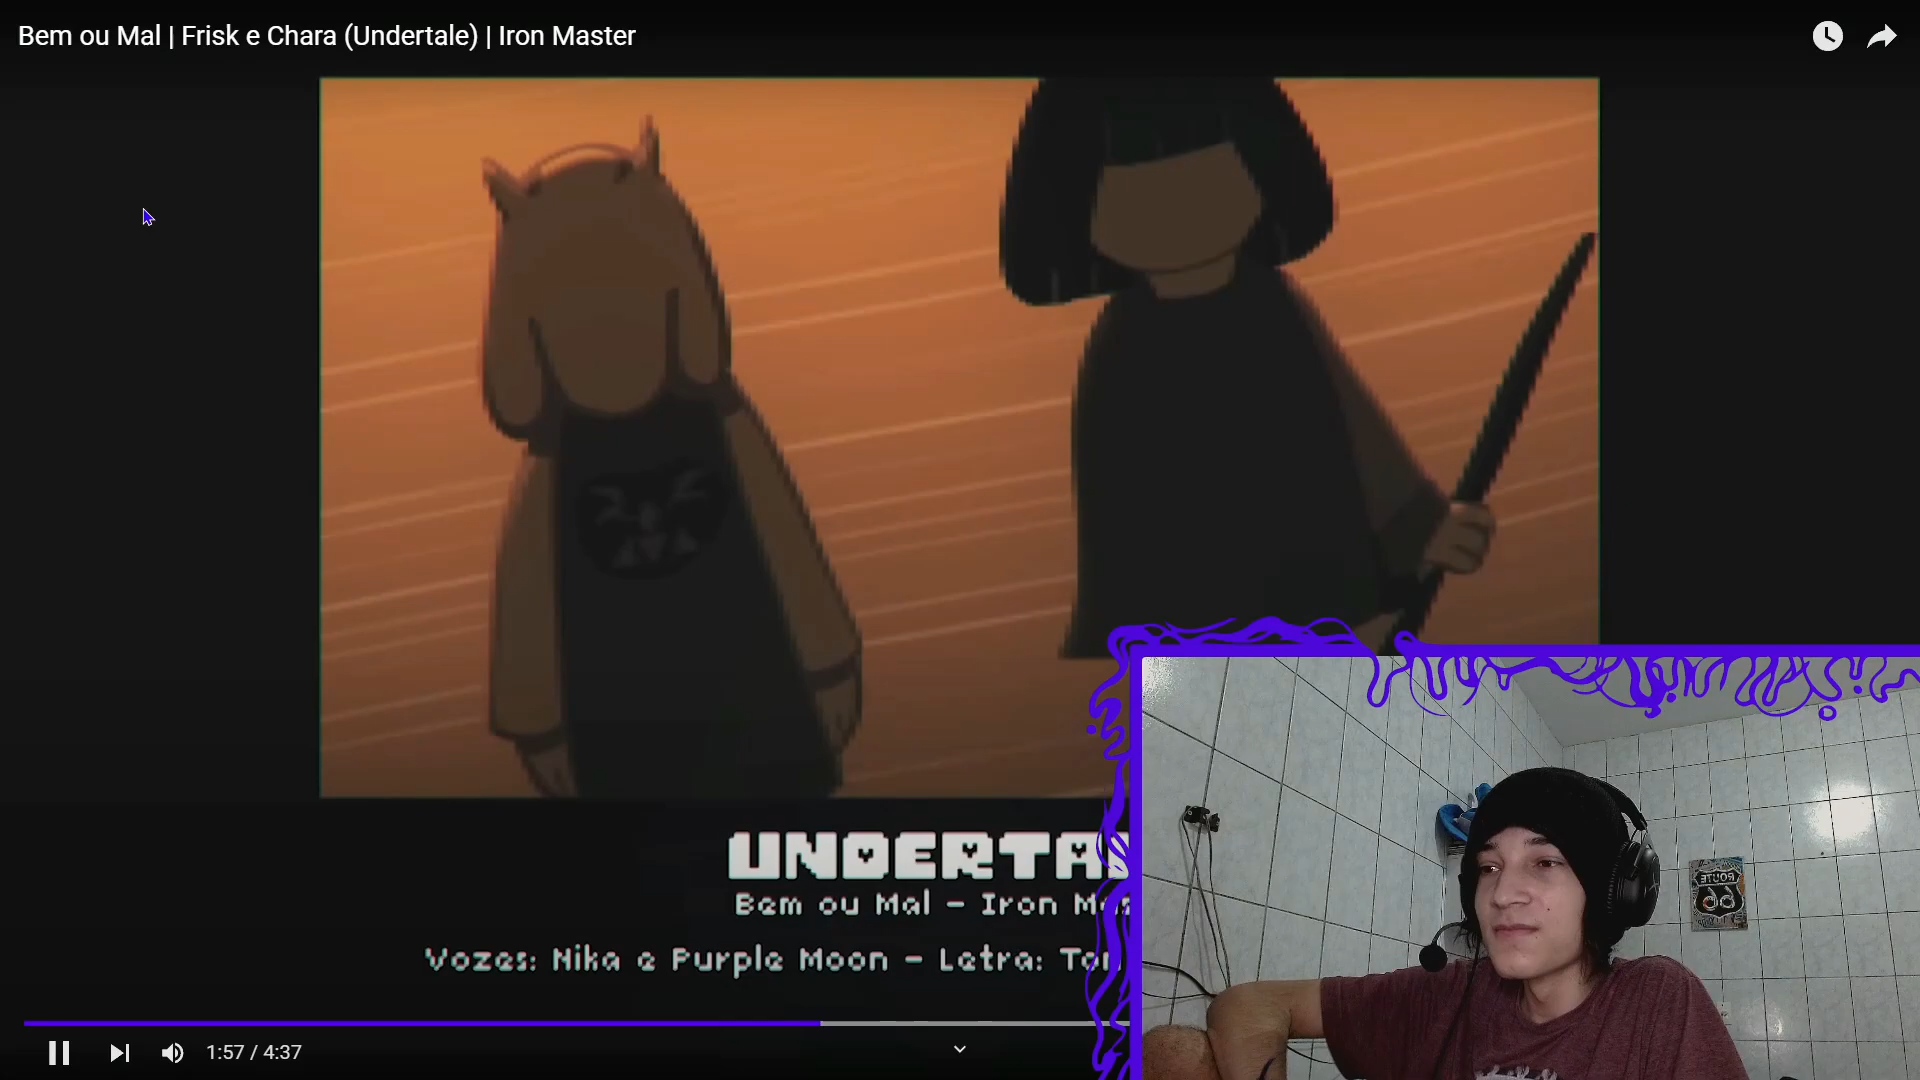 Bem ou Mal | Frisk e Chara (Undertale) | Iron Master
UNDERTA
Bem ou Mal - Iron
Vozes: Nika e Purple Moon - Letra:
1:57 / 4:37
ROUTE
66